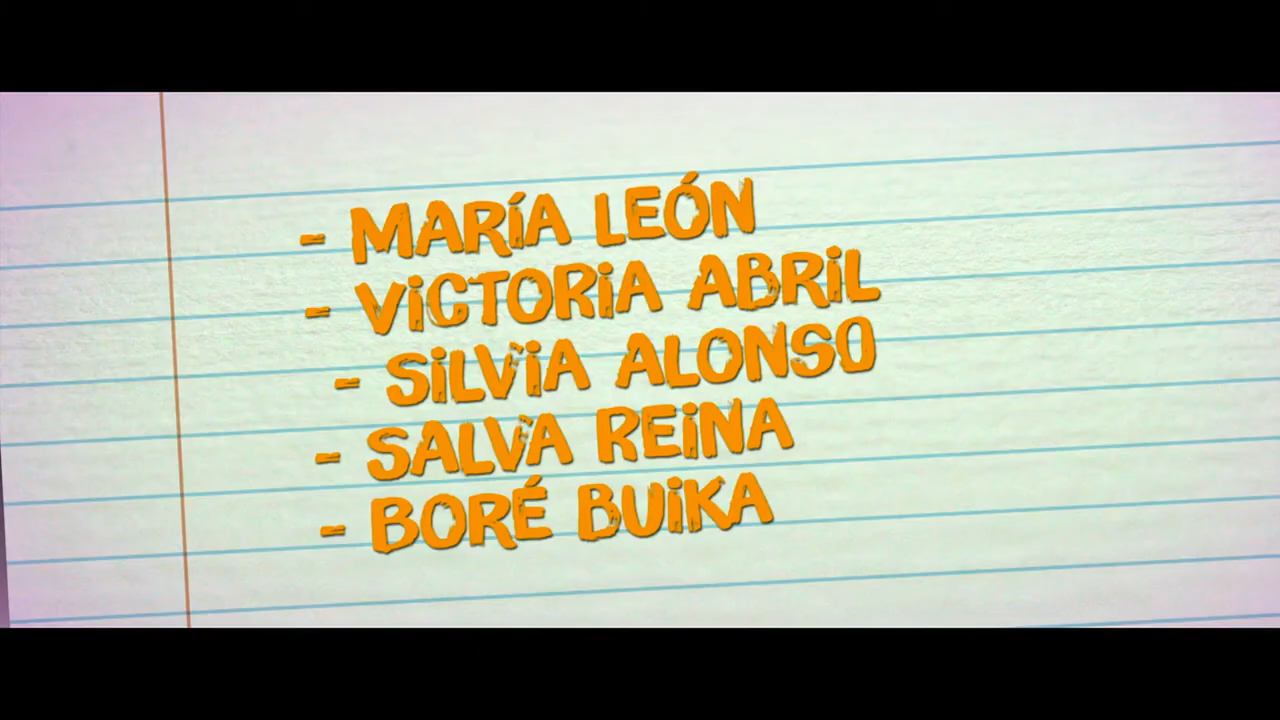 - MARÍA LEÓN
- VICTORIA ABRIL
- SILVIA ALONSO
- SALVA REINA
- BORÉ BUIKA